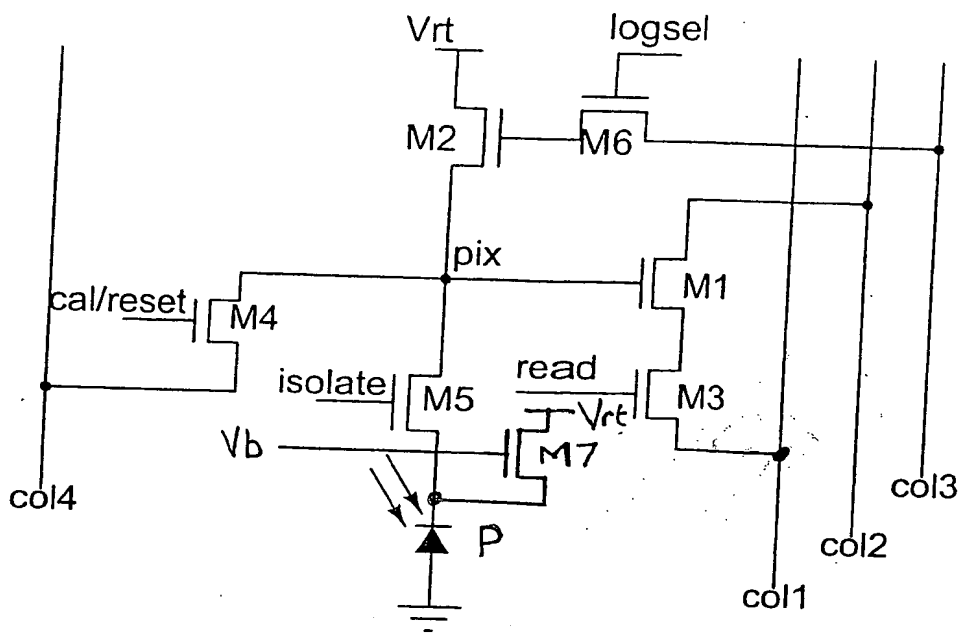 Vrt
logsel
M2
M6
pix
M1
cal/reset
M4
isolate
M5
read
M3
Vrt
Vb
M7
col4
P
col3
col2
col1